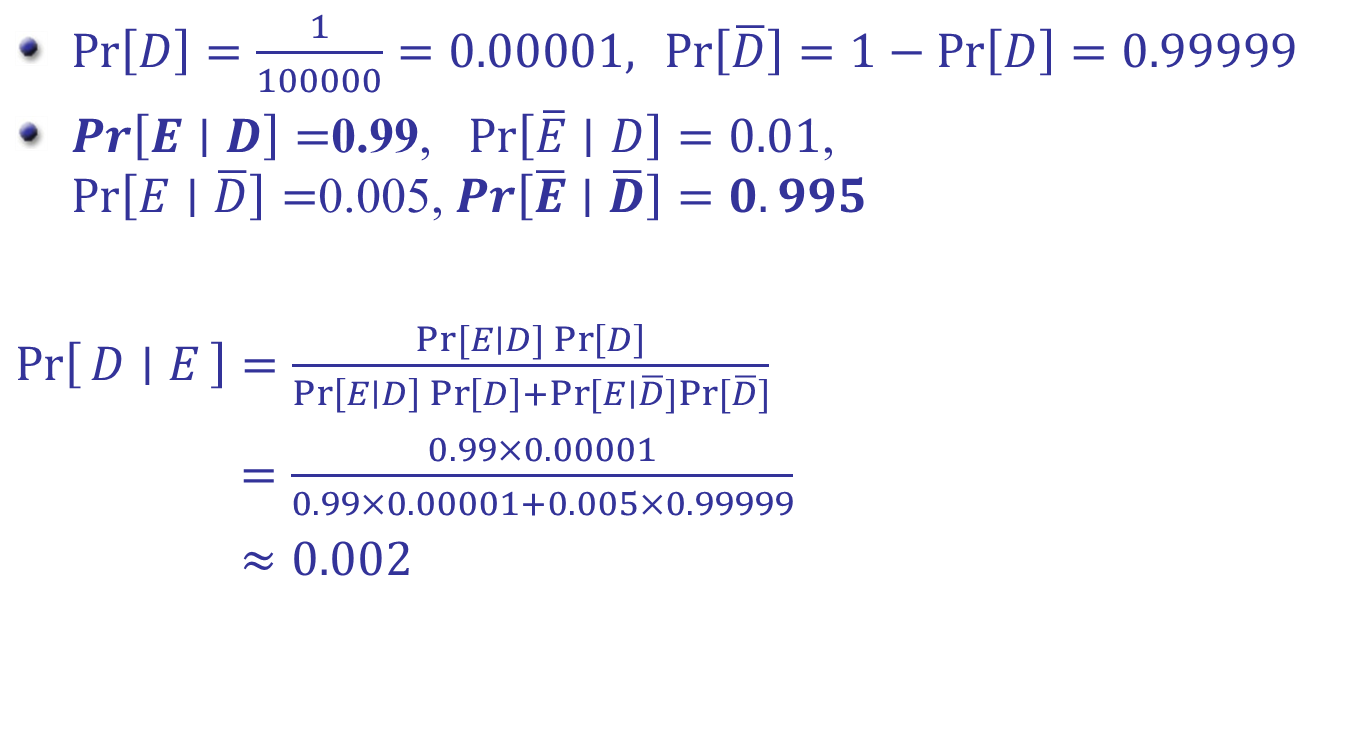 • Pr[D] = 1/100000 = 0.00001, Pr[D̅] = 1 − Pr[D] = 0.99999
• Pr[E | D] =0.99, Pr[E̅ | D] = 0.01,
Pr[E | D̅] =0.005, Pr[E̅ | D̅] = 0.995
Pr[ D | E ] = Pr[E|D] Pr[D] / Pr[E|D] Pr[D]+Pr[E|D̅]Pr[D̅]
= 0.99×0.00001 / 0.99×0.00001+0.005×0.99999
≈ 0.002